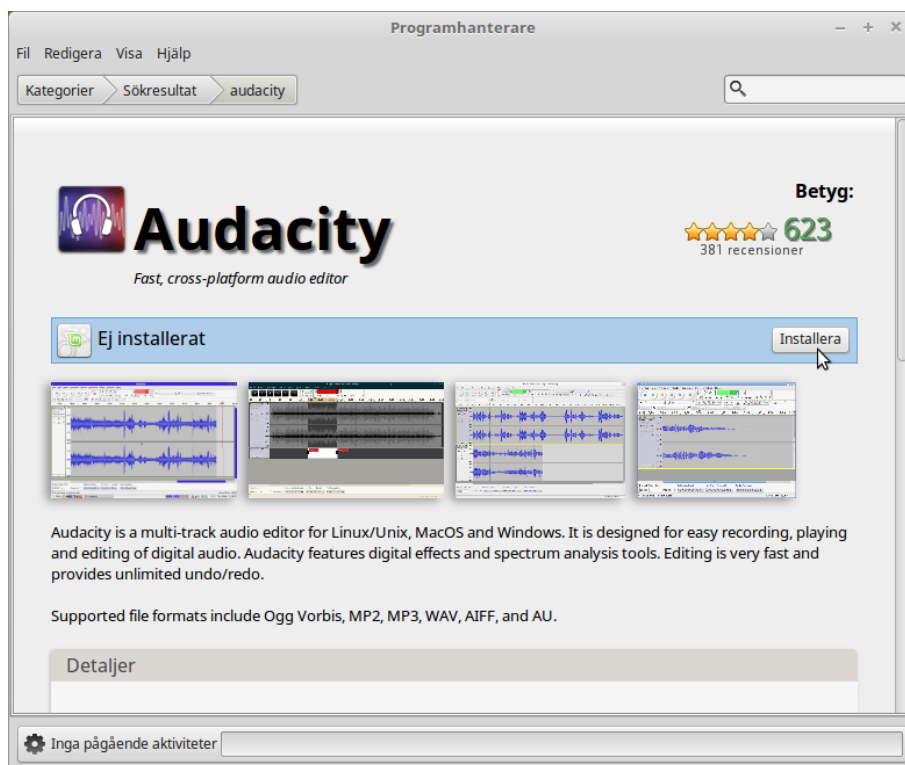 Programhanterare
Fil Redigera Visa Hjälp
Kategorier Sökresultat audacity
Betyg:
Audacity
623
381 recensioner
Fast, cross-platform audio editor
Ej installerat
Installera
Audacity is a multi-track audio editor for Linux/Unix, MacOS and Windows. It is designed for easy recording, playing
and editing of digital audio. Audacity features digital effects and spectrum analysis tools. Editing is very fast and
provides unlimited undo/redo.
Supported file formats include Ogg Vorbis, MP2, MP3, WAV, AIFF, and AU.
Detaljer
Inga pågående aktiviteter